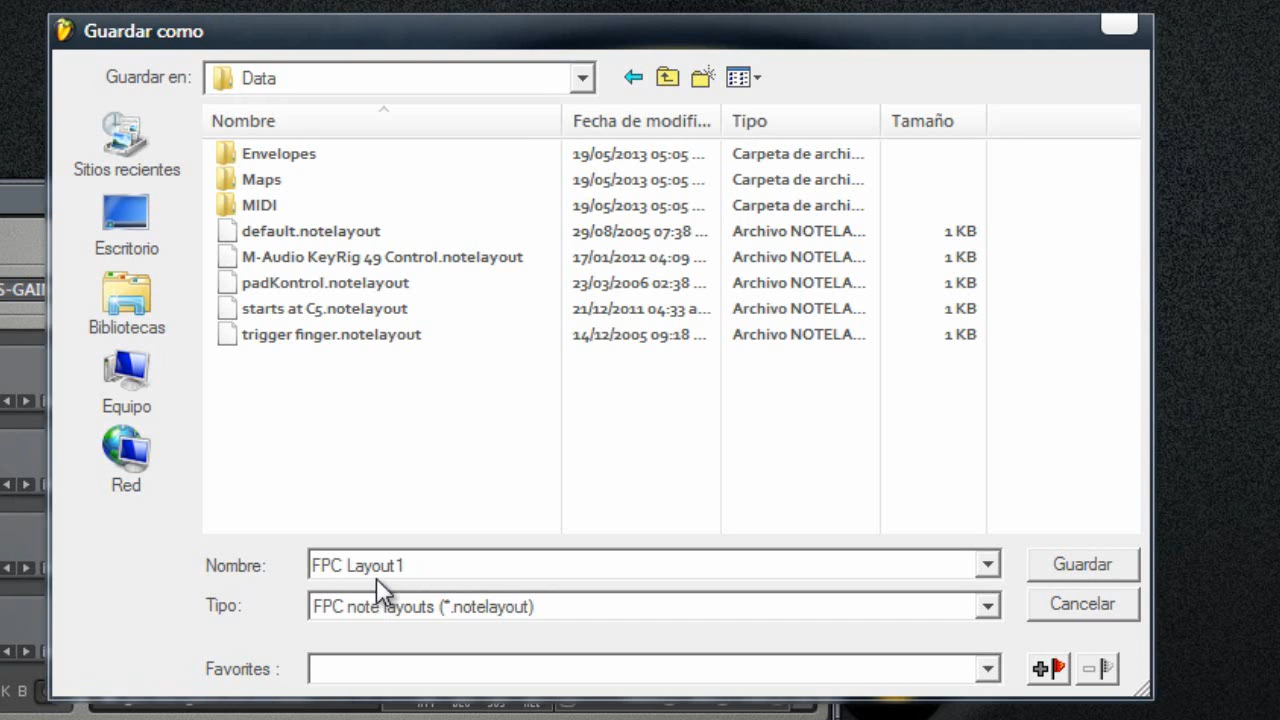 Guardar como
Guardar en:
Data
Nombre
Fecha de modifi...
Tipo
Tamaño
Envelopes 19/05/2013 05:05 ... Carpeta de archi...
Maps 19/05/2013 05:05 ... Carpeta de archi...
MIDI 19/05/2013 05:05 ... Carpeta de archi...
default.notelayout 29/08/2005 07:38 ... Archivo NOTELA... 1 KB
M-Audio KeyRig 49 Control.notelayout 17/01/2012 04:09 ... Archivo NOTELA... 1 KB
padKontrol.notelayout 23/03/2006 02:38 ... Archivo NOTELA... 1 KB
starts at C5.notelayout 21/12/2011 04:33 a... Archivo NOTELA... 1 KB
trigger finger.notelayout 14/12/2005 09:18 ... Archivo NOTELA... 1 KB
Sitios recientes
Escritorio
Bibliotecas
Equipo
Red
Nombre:
FPC Layout1
Guardar
Tipo:
FPC note layouts (*.notelayout)
Cancelar
Favorites :
S-GAI
K B